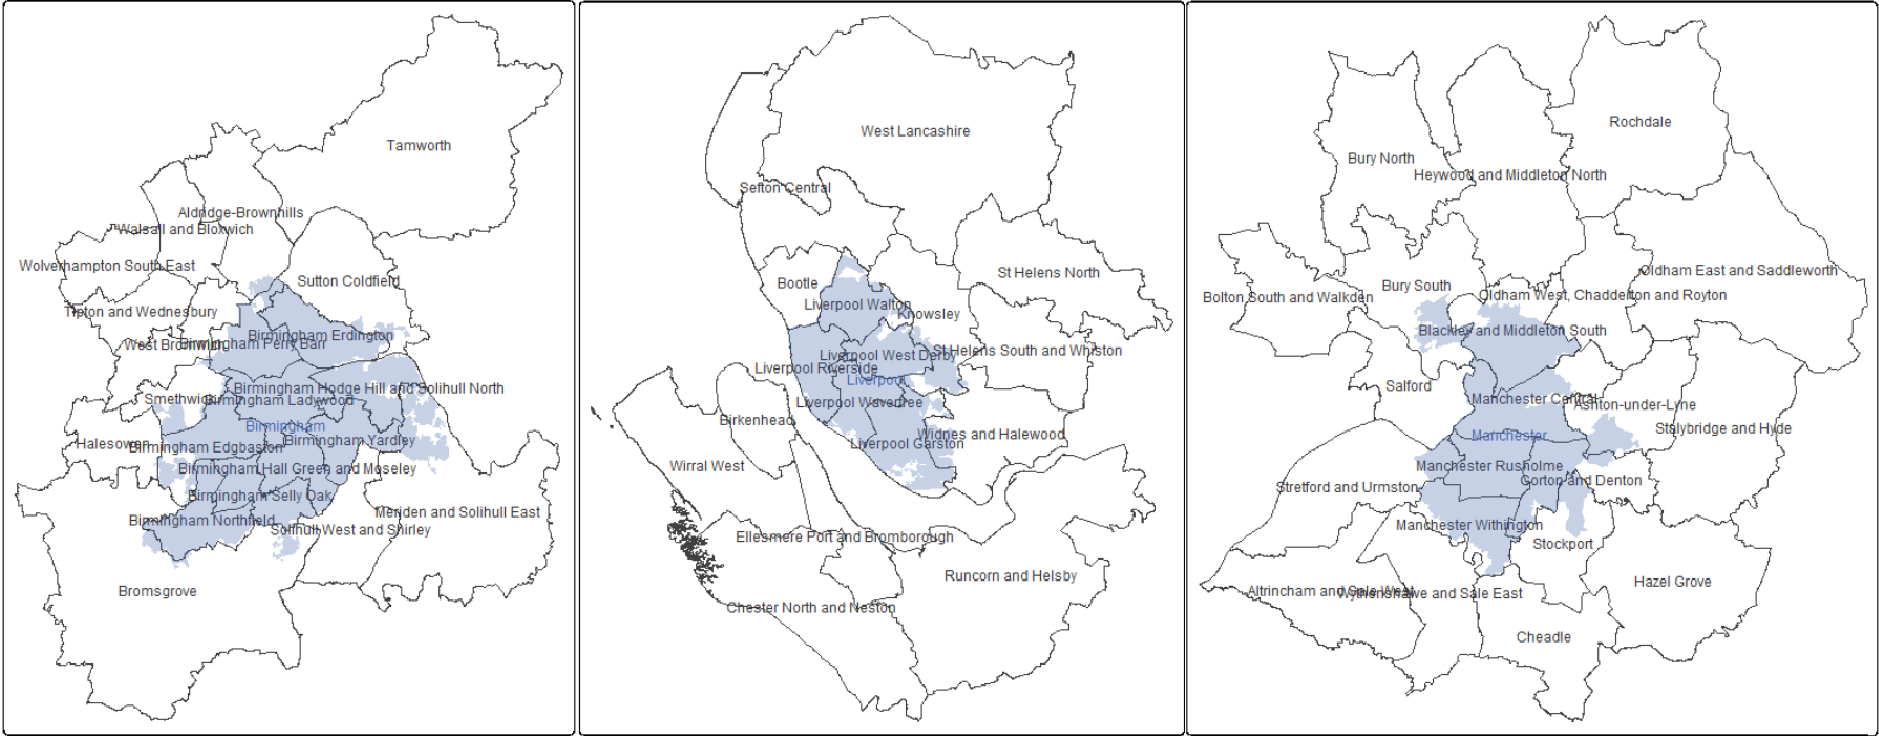 Tamworth
Aldridge-Brownhills
Walsall and Bloxwich
Wolverhampton South East
Sutton Coldfield
Tipton and Wednesbury
Birmingham Erdington
West Bromwich
Birmingham Perry Barr
Birmingham Hodge Hill and Solihull North
Smethwick
Birmingham Ladywood
Birmingham
Halesowen
Birmingham Edgbaston
Birmingham Yardley
Birmingham Hall Green and Moseley
Birmingham Selly Oak
Birmingham Northfield
Meriden and Solihull East
Solihull West and Shirley
Bromsgrove
West Lancashire
Sefton Central
St Helens North
Bootle
Liverpool Walton
Knowsley
St Helens South and Whiston
Liverpool West Derby
Liverpool Riverside
Liverpool
Liverpool Wavertree
Birkenhead
Widnes and Halewood
Liverpool Garston
Wirral West
Ellesmere Port and Bromborough
Runcorn and Helsby
Chester North and Neston
Rochdale
Bury North
Heywood and Middleton North
Oldham East and Saddleworth
Bury South
Bolton South and Walkden
Oldham West, Chadderton and Royton
Blackley and Middleton South
Salford
Manchester Central
Ashton-under-Lyne
Stalybridge and Hyde
Manchester
Manchester Rusholme
Gorton and Denton
Stretford and Urmston
Manchester Withington
Stockport
Hazel Grove
Altrincham and Sale West
Wythenshawe and Sale East
Cheadle